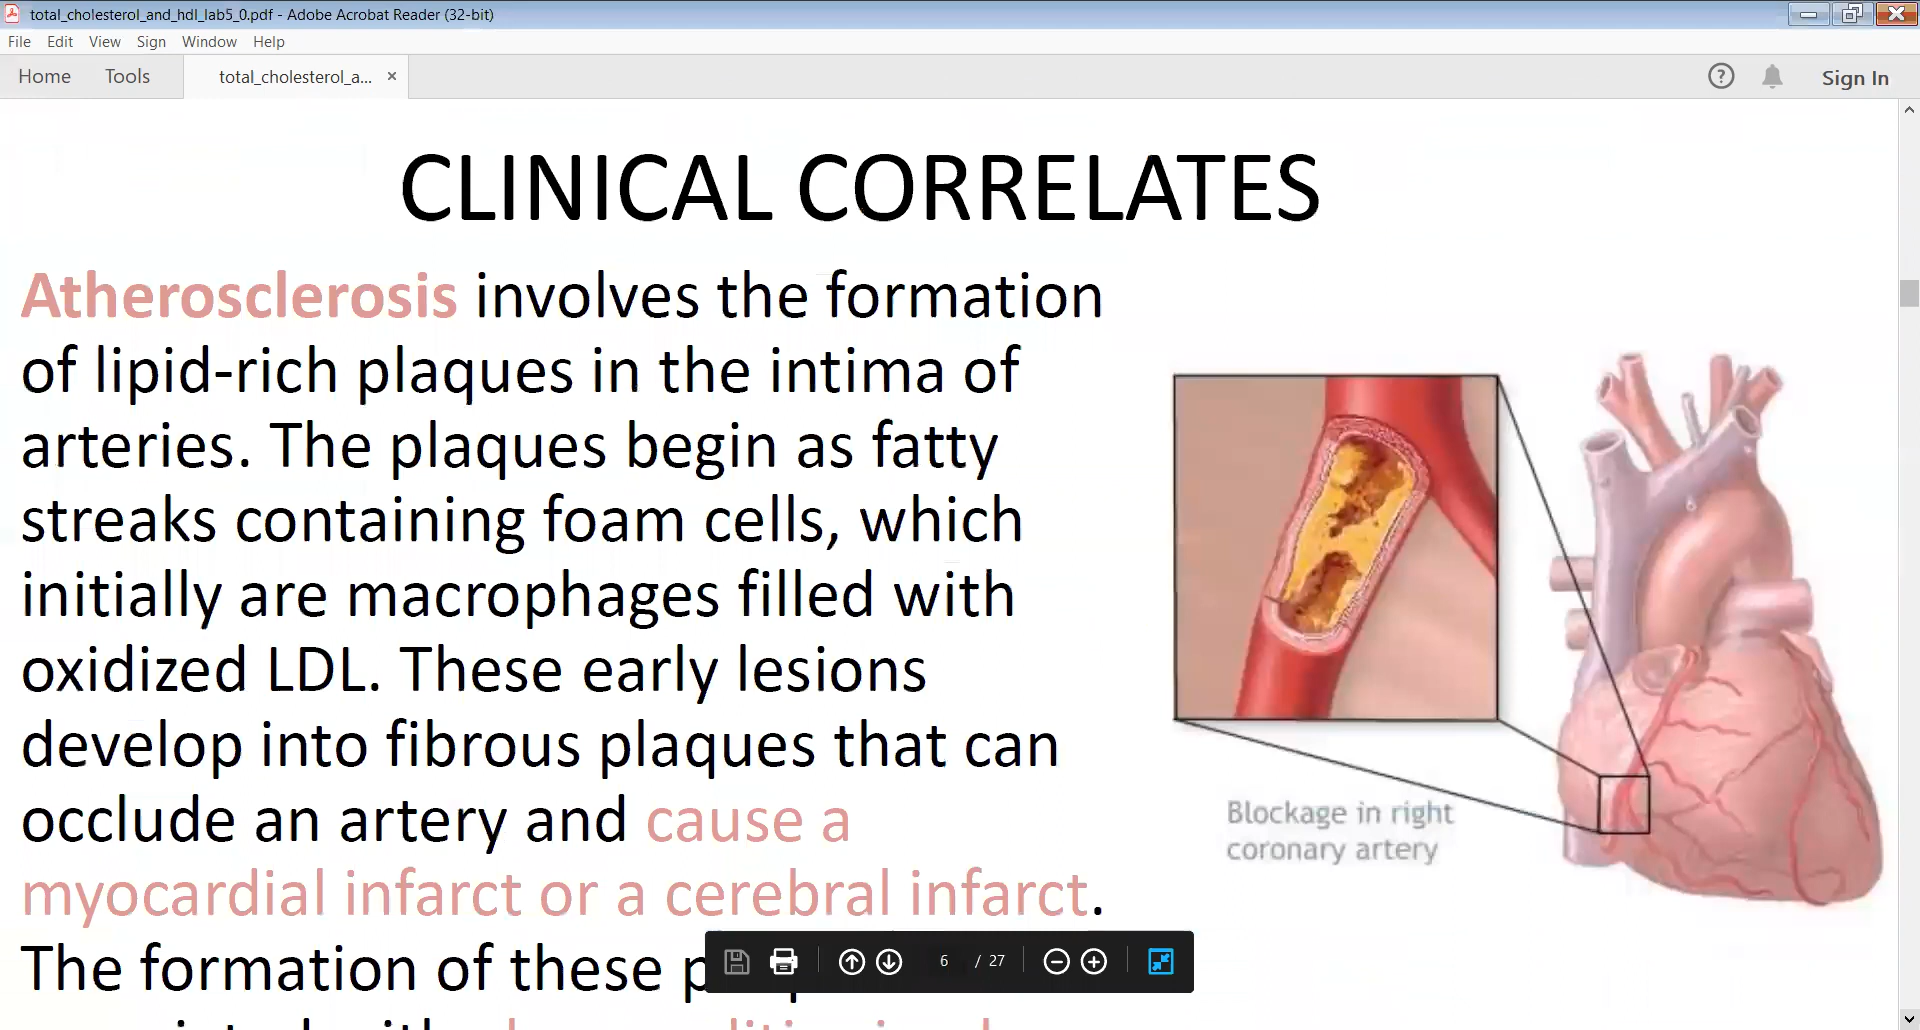 total_cholesterol_and_hdl_lab5_0.pdf - Adobe Acrobat Reader (32-bit)
File Edit View Sign Window Help
Home Tools total_cholesterol_a... × Sign In
CLINICAL CORRELATES
Atherosclerosis involves the formation
of lipid-rich plaques in the intima of
arteries. The plaques begin as fatty
streaks containing foam cells, which
initially are macrophages filled with
oxidized LDL. These early lesions
develop into fibrous plaques that can
occlude an artery and cause a
myocardial infarct or a cerebral infarct.
The formation of these
Blockage in right
coronary artery
6 / 27